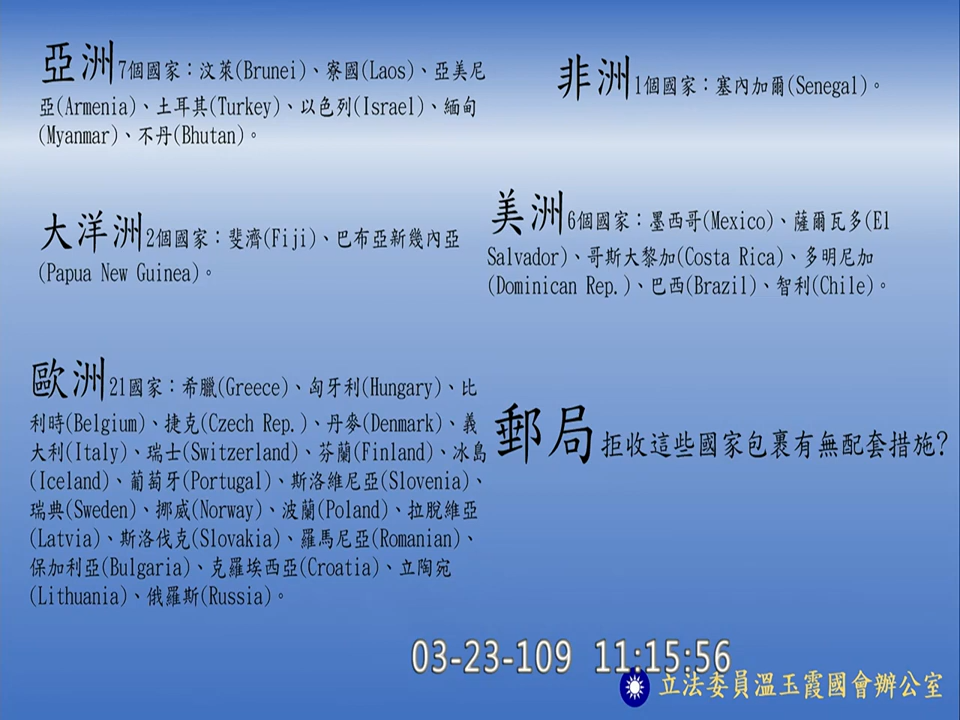 亞洲7個國家：汶萊(Brunei)、寮國(Laos)、亞美尼
亞(Armenia)、土耳其(Turkey)、以色列(Israel)、緬甸
(Myanmar)、不丹(Bhutan)。
非洲1個國家：塞內加爾(Senegal)。
大洋洲2個國家：斐濟(Fiji)、巴布亞新幾內亞
(Papua New Guinea)。
美洲6個國家：墨西哥(Mexico)、薩爾瓦多(El
Salvador)、哥斯大黎加(Costa Rica)、多明尼加
(Dominican Rep.)、巴西(Brazil)、智利(Chile)。
歐洲21國家：希臘(Greece)、匈牙利(Hungary)、比
利時(Belgium)、捷克(Czech Rep.)、丹麥(Denmark)、義
大利(Italy)、瑞士(Switzerland)、芬蘭(Finland)、冰島
(Iceland)、葡萄牙(Portugal)、斯洛維尼亞(Slovenia)、
瑞典(Sweden)、挪威(Norway)、波蘭(Poland)、拉脫維亞
(Latvia)、斯洛伐克(Slovakia)、羅馬尼亞(Romanian)、
保加利亞(Bulgaria)、克羅埃西亞(Croatia)、立陶宛
(Lithuania)、俄羅斯(Russia)。
郵局拒收這些國家包裹有無配套措施?
03-23-109 11:15:56
立法委員溫玉霞國會辦公室